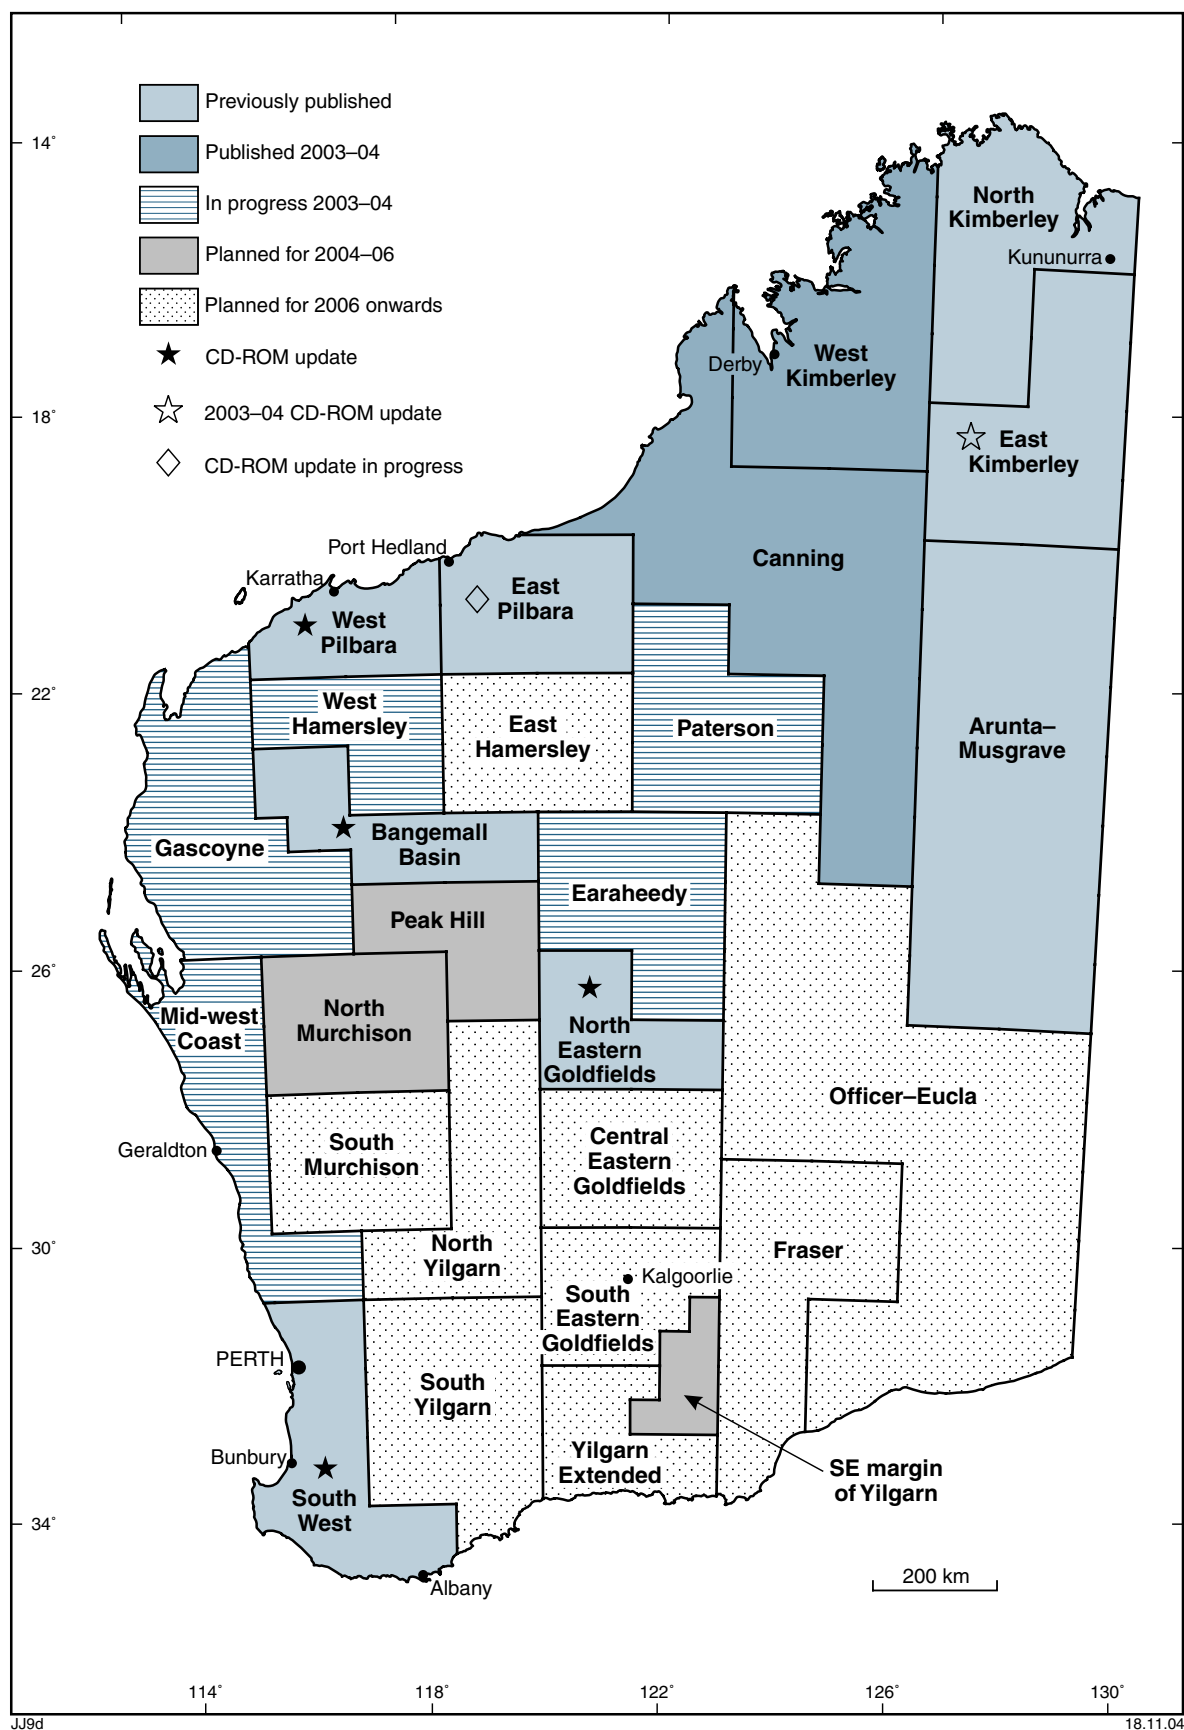 Previously published
Published 2003–04
In progress 2003–04
Planned for 2004–06
Planned for 2006 onwards
CD-ROM update
2003–04 CD-ROM update
CD-ROM update in progress
14°
18°
22°
26°
30°
34°
North
Kimberley
Kununurra
Derby
West
Kimberley
East
Kimberley
Canning
Port Hedland
Karratha
East
Pilbara
West
Pilbara
West
Hamersley
East
Hamersley
Paterson
Arunta–
Musgrave
Gascoyne
Bangemall
Basin
Earaheedy
Peak Hill
North
Murchison
Mid-west
Coast
North
Eastern
Goldfields
Officer–Eucla
South
Murchison
Geraldton
Central
Eastern
Goldfields
North
Yilgarn
Fraser
Kalgoorlie
South
Eastern
Goldfields
PERTH
South
Yilgarn
Bunbury
Yilgarn
Extended
SE margin
of Yilgarn
South
West
Albany
200 km
114°
118°
122°
126°
130°
JJ9d
18.11.04